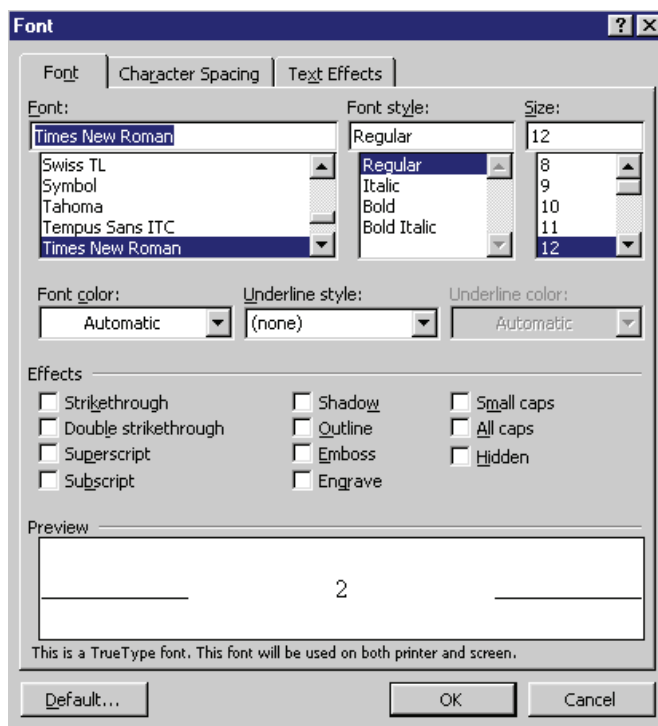 Font
Font Character Spacing Text Effects
Font: Font style: Size:
Times New Roman Regular 12
Swiss TL Regular 8
Symbol Italic 9
Tahoma Bold 10
Tempus Sans ITC Bold Italic 11
Times New Roman 12
Font color: Underline style: Underline color:
Automatic (none) Automatic
Effects
Strikethrough Shadow Small caps
Double strikethrough Outline All caps
Superscript Emboss Hidden
Subscript Engrave
Preview
2
This is a TrueType font. This font will be used on both printer and screen.
Default... OK Cancel